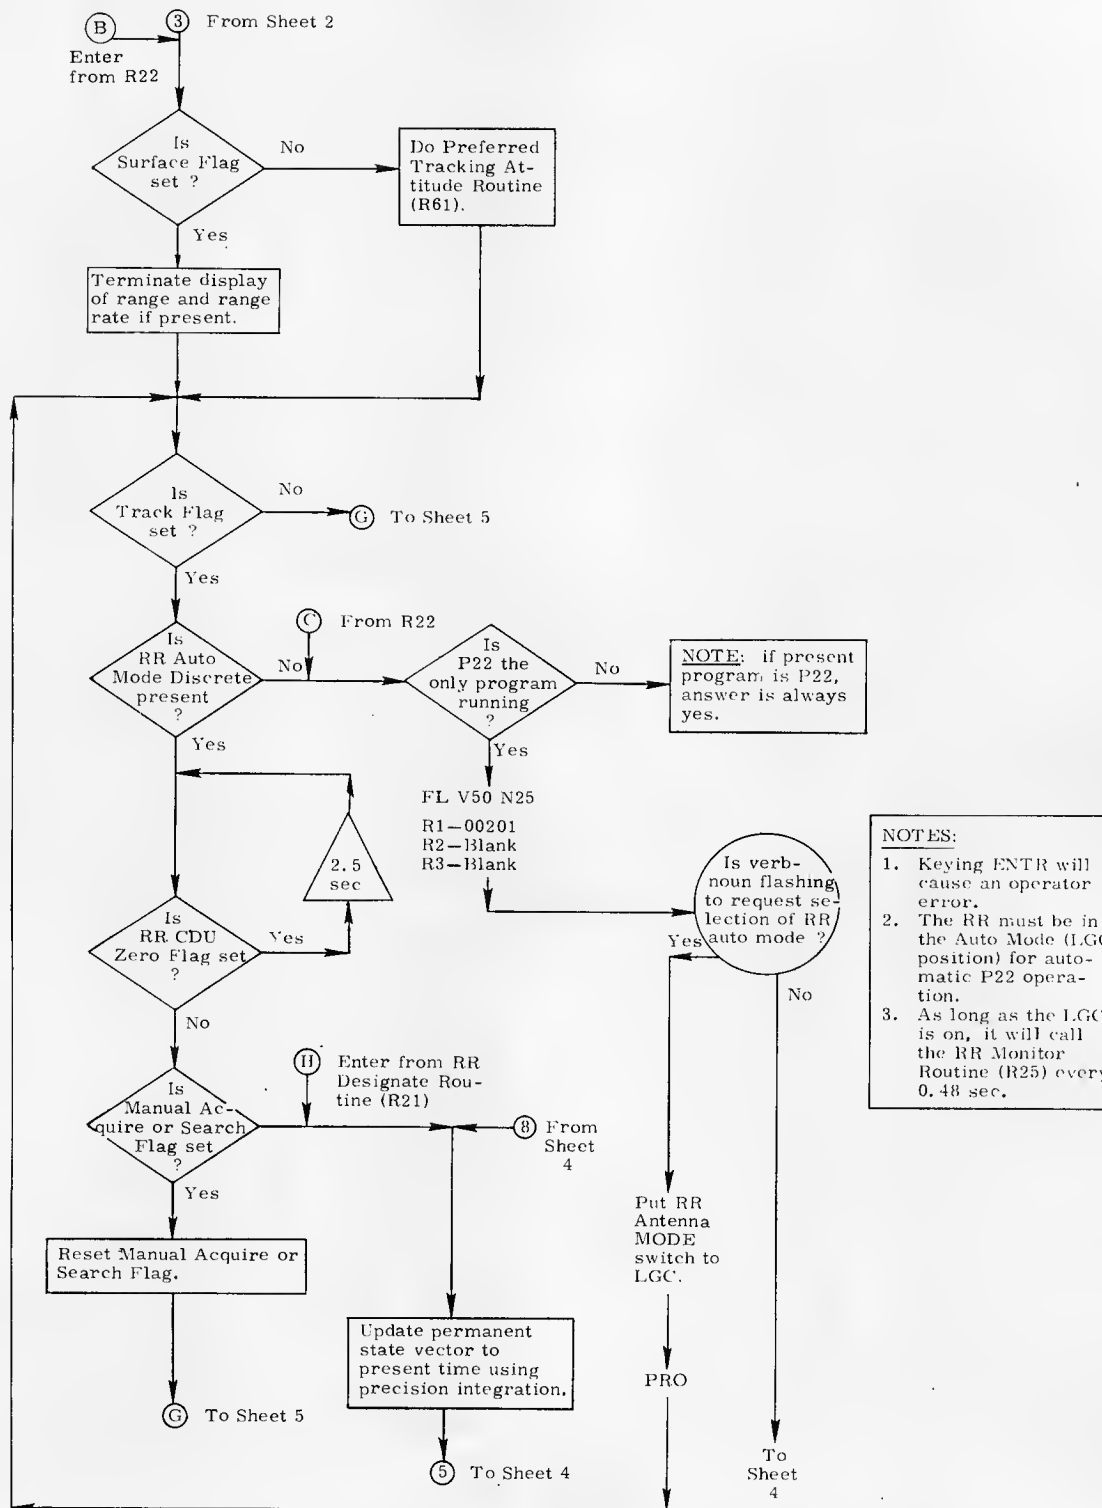 B
3 From Sheet 2
Enter
from R22
Is
Surface Flag
set ?
No
Do Preferred
Tracking At-
titude Routine
(R61).
Yes
Terminate display
of range and range
rate if present.
Is
Track Flag
set ?
No
G To Sheet 5
Yes
C From R22
Is
RR Auto
Mode Discrete
present
?
No
Is
P22 the
only program
running
?
No
NOTE: if present
program is P22,
answer is always
yes.
Yes
Yes
FL V50 N25
R1-00201
R2-Blank
R3-Blank
2.5
sec
Is
RR CDU
Zero Flag set
?
Yes
Is verb-
noun flashing
to request se-
lection of RR
auto mode ?
Yes
No
NOTES:
1. Keying ENTR will
cause an operator
error.
2. The RR must be in
the Auto Mode (LGC
position) for auto-
matic P22 opera-
tion.
3. As long as the LGC
is on, it will call
the RR Monitor
Routine (R25) every
0.48 sec.
No
H Enter from RR
Designate Rou-
tine (R21)
Is
Manual Ac-
quire or Search
Flag set
?
8 From
Sheet
4
Yes
Reset Manual Acquire or
Search Flag.
Put RR
Antenna
MODE
switch to
LGC.
Update permanent
state vector to
present time using
precision integration.
PRO
G To Sheet 5
5 To Sheet 4
To
Sheet
4